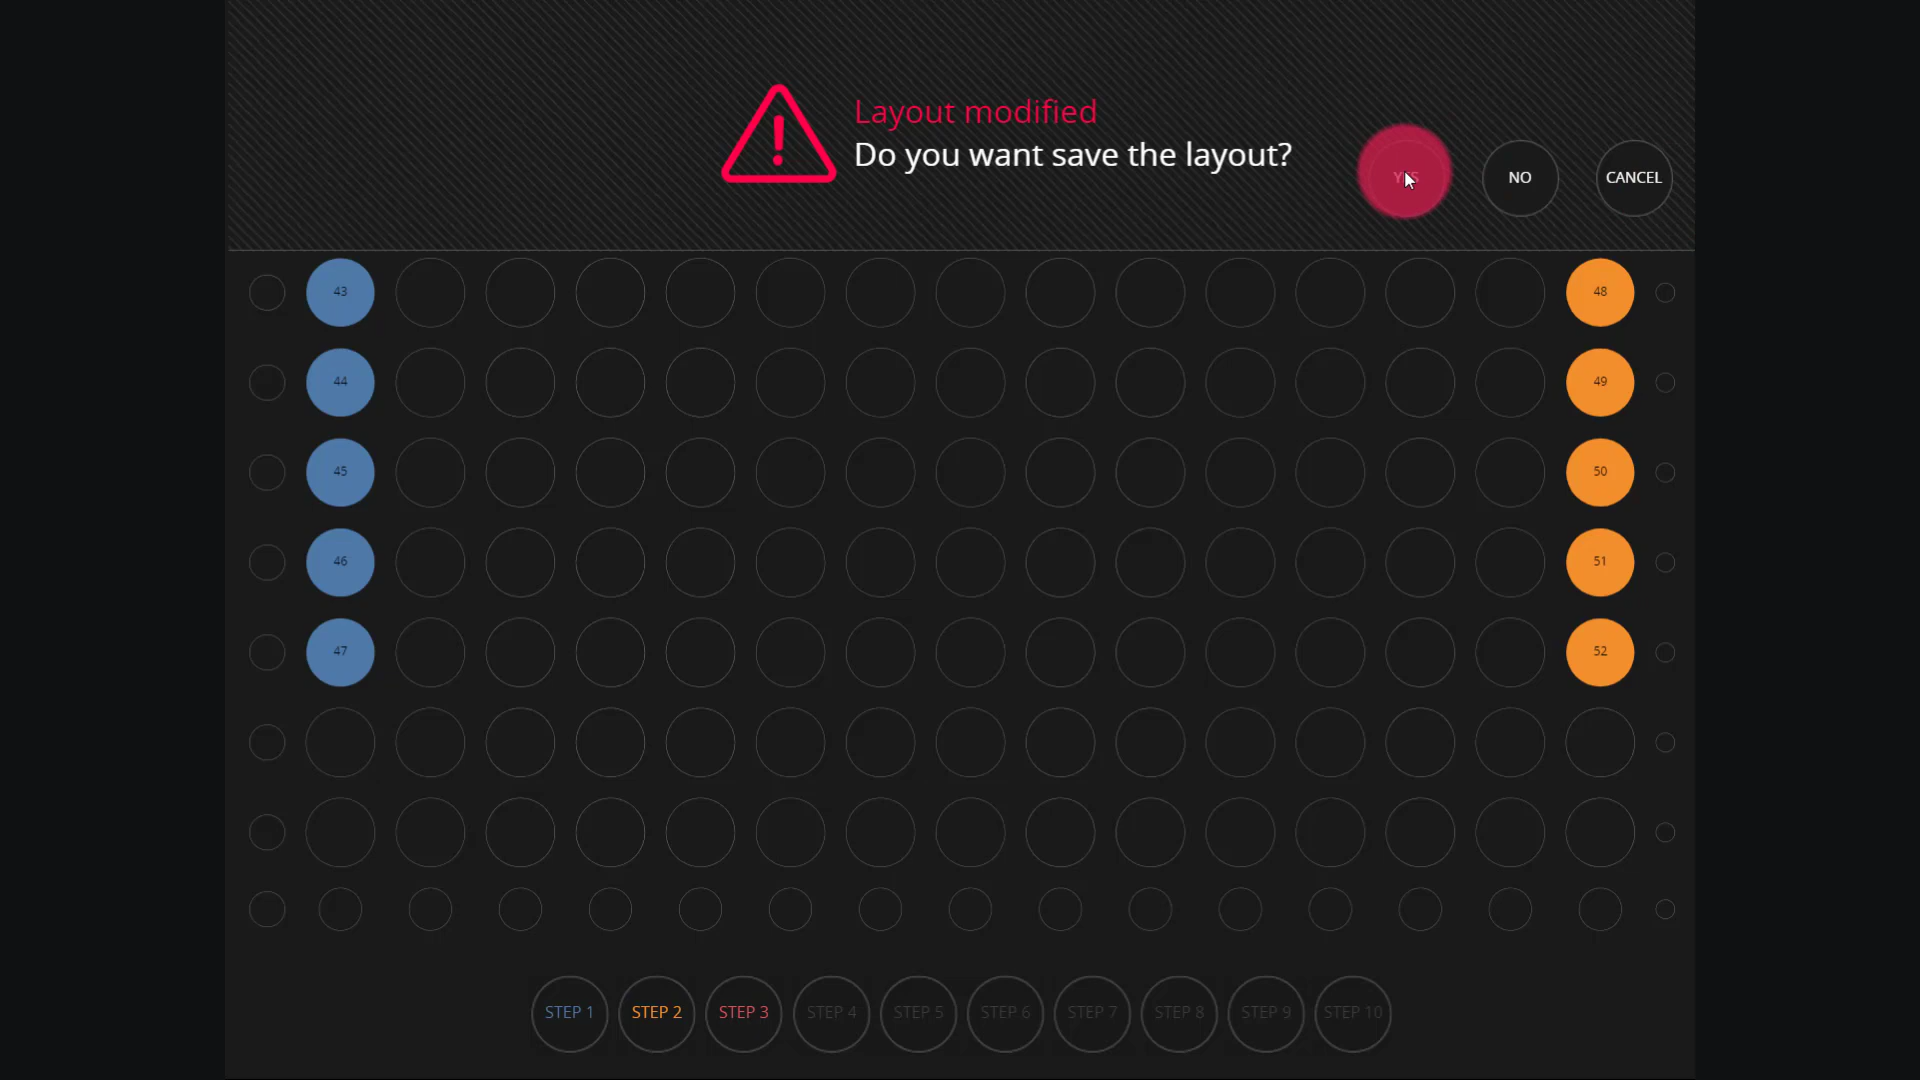 Layout modified
Do you want save the layout?
YES
NO
CANCEL
43
48
44
49
45
50
46
51
47
52
STEP 1
STEP 2
STEP 3
STEP 4
STEP 5
STEP 6
STEP 7
STEP 8
STEP 9
STEP 10